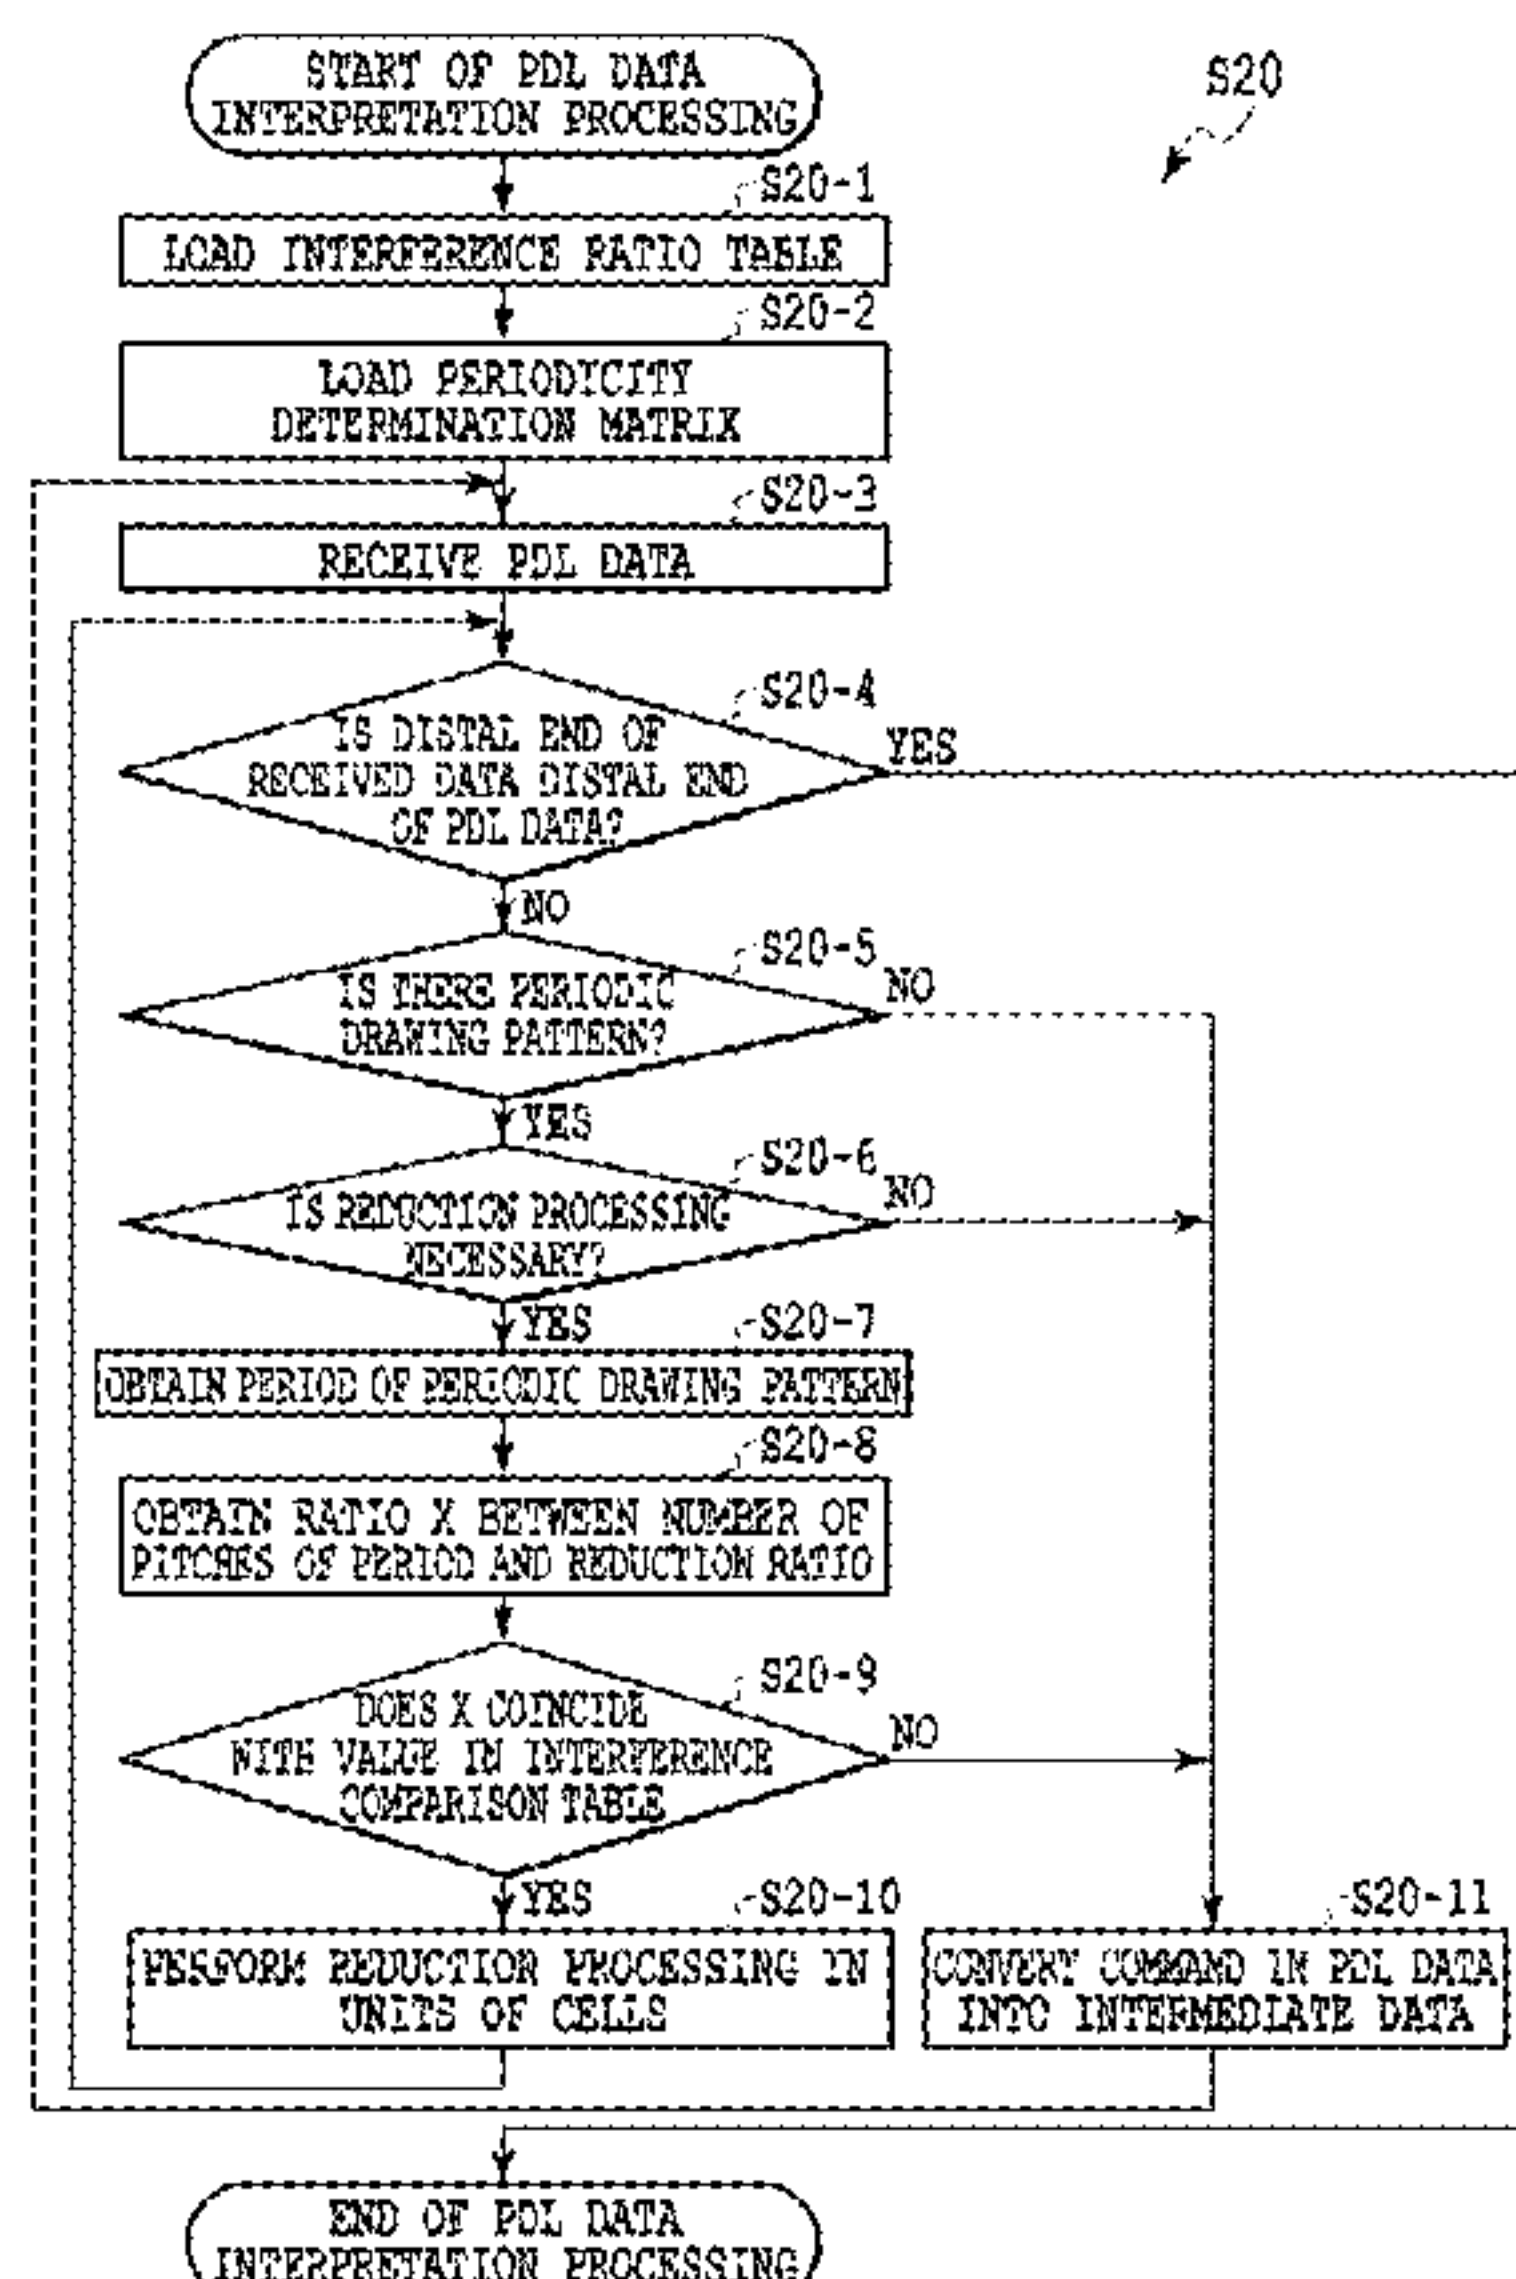 START OF PDL DATA
INTERPRETATION PROCESSING
S20
S20-1
LOAD INTERFERENCE RATIO TABLE
S20-2
LOAD PERIODICITY
DETERMINATION MATRIX
S20-3
RECEIVE PDL DATA
S20-4
IS DISTAL END OF
RECEIVED DATA DISTAL END
OF PDL DATA?
YES
NO
S20-5
IS THERE PERIODIC
DRAWING PATTERN?
NO
YES
S20-6
IS REDUCTION PROCESSING
NECESSARY?
NO
YES
S20-7
OBTAIN PERIOD OF PERIODIC DRAWING PATTERN
S20-8
OBTAIN RATIO X BETWEEN NUMBER OF
PITCHES OF PERIOD AND REDUCTION RATIO
S20-9
DOES X COINCIDE
WITH VALUE IN INTERFERENCE
COMPARISON TABLE
NO
YES
S20-10
PERFORM REDUCTION PROCESSING IN
UNITS OF CELLS
S20-11
CONVERT COMMAND IN PDL DATA
INTO INTERMEDIATE DATA
END OF PDL DATA
INTERPRETATION PROCESSING